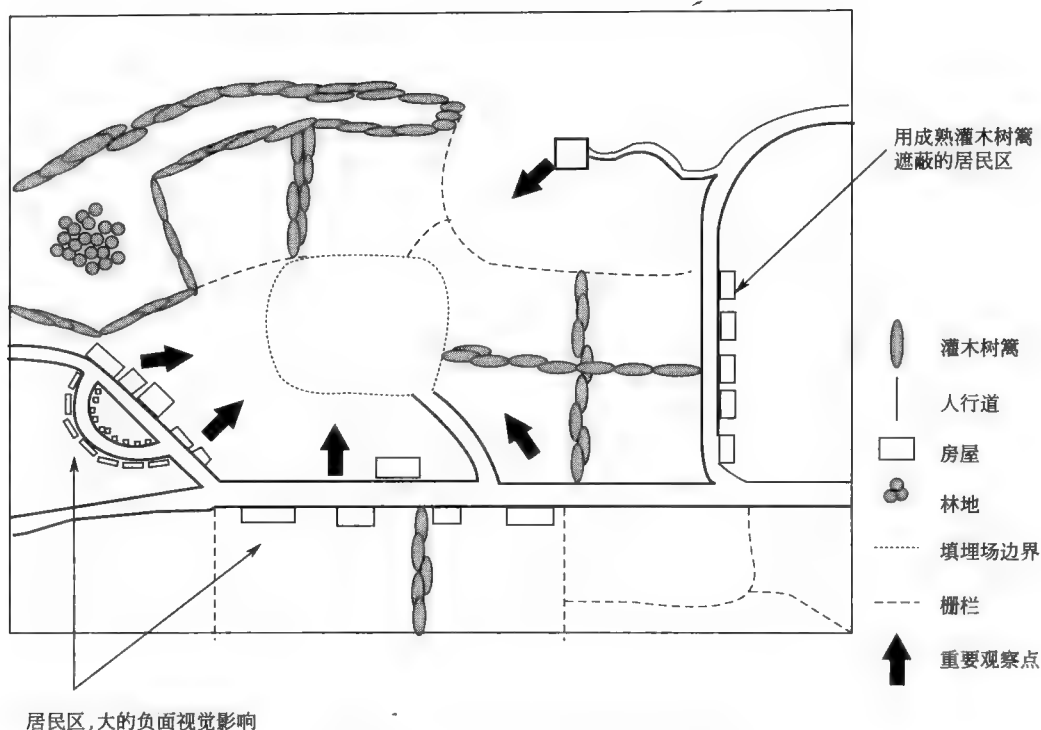 用成熟灌木树篱
遮蔽的居民区
灌木树篱
人行道
房屋
林地
填埋场边界
栅栏
重要观察点
居民区,大的负面视觉影响